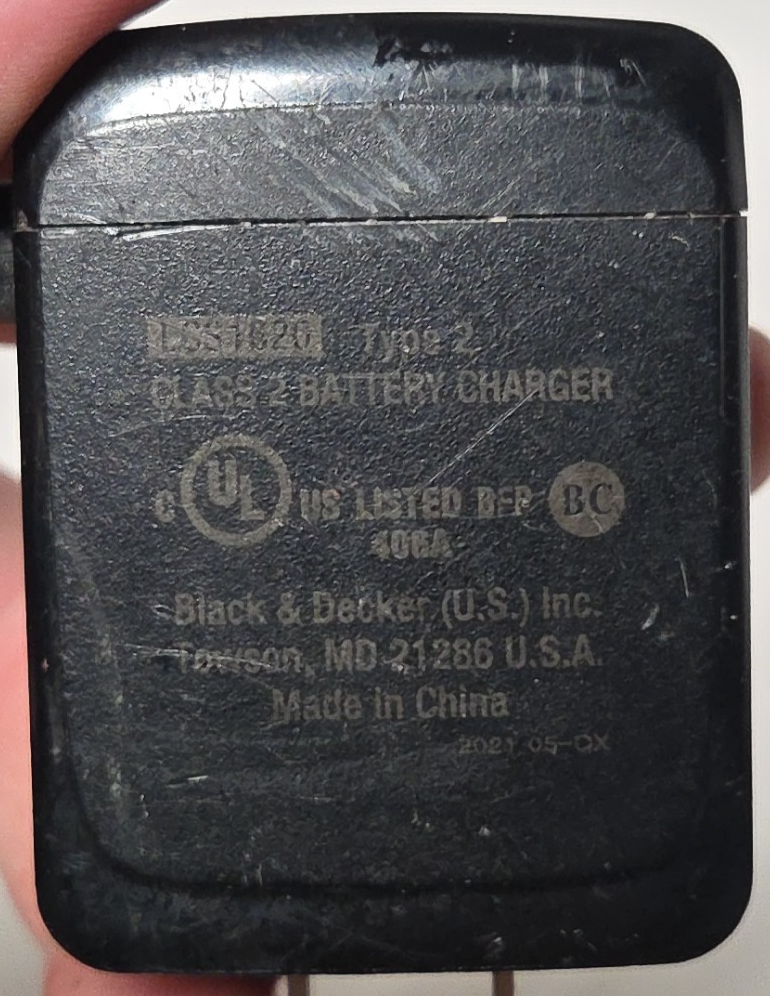 Type 2
CLASS 2 BATTERY CHARGER
C UL US LISTED BC
406A
Black & Decker (U.S.) Inc.
Towson, MD 21286 U.S.A.
Made in China
2021 05-CX